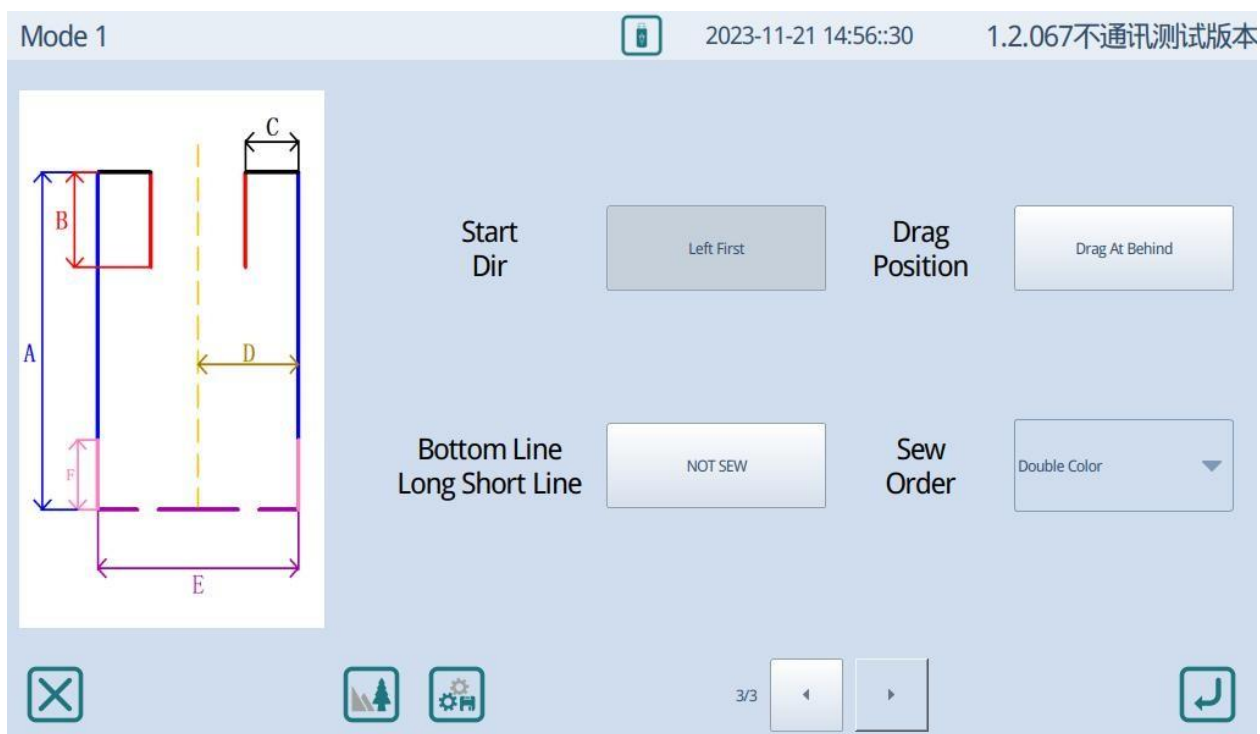 Mode 1
2023-11-21 14:56::30
1.2.067不通讯测试版本
C
B
A
D
F
E
Start
Dir
Left First
Drag
Position
Drag At Behind
Bottom Line
Long Short Line
NOT SEW
Sew
Order
Double Color
3/3